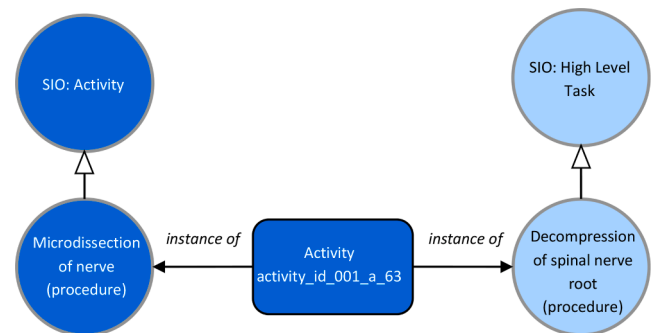 SIO: Activity
SIO: High Level
Task
Microdissection
of nerve
(procedure)
instance of
Activity
activity_id_001_a_63
instance of
Decompression
of spinal nerve
root
(procedure)